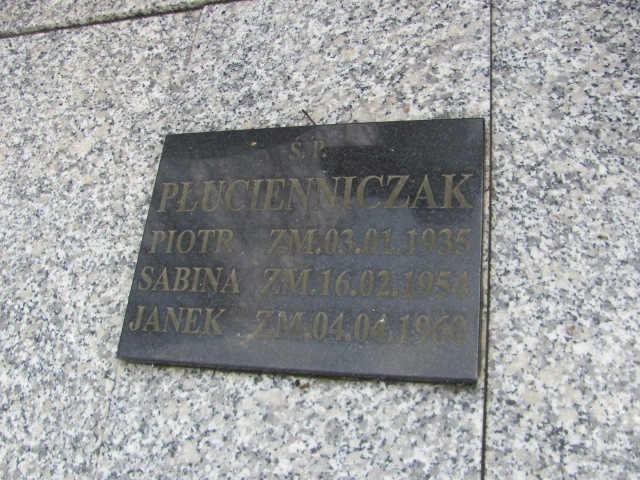 Ś. P.
PŁUCIENNICZAK
PIOTR ZM.03.01.1935
SABINA ZM.16.02.1954
JANEK ZM.04.04.1960